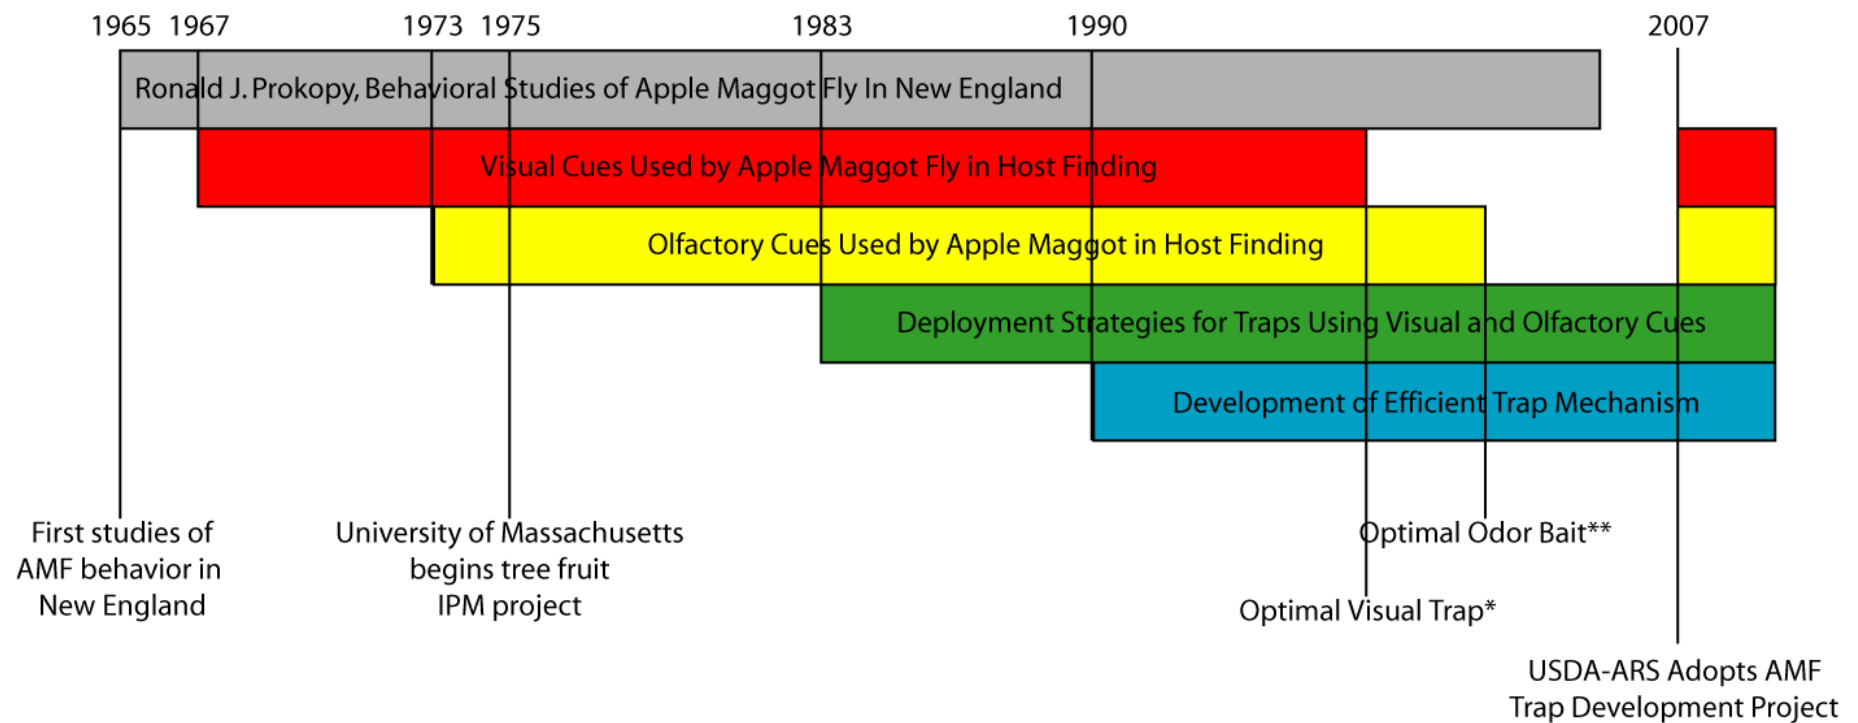 1965 1967 1973 1975 1983 1990 2007
Ronald J. Prokopy, Behavioral Studies of Apple Maggot Fly In New England
Visual Cues Used by Apple Maggot Fly in Host Finding
Olfactory Cues Used by Apple Maggot in Host Finding
Deployment Strategies for Traps Using Visual and Olfactory Cues
Development of Efficient Trap Mechanism
First studies of
AMF behavior in
New England
University of Massachusetts
begins tree fruit
IPM project
Optimal Odor Bait**
Optimal Visual Trap*
USDA-ARS Adopts AMF
Trap Development Project